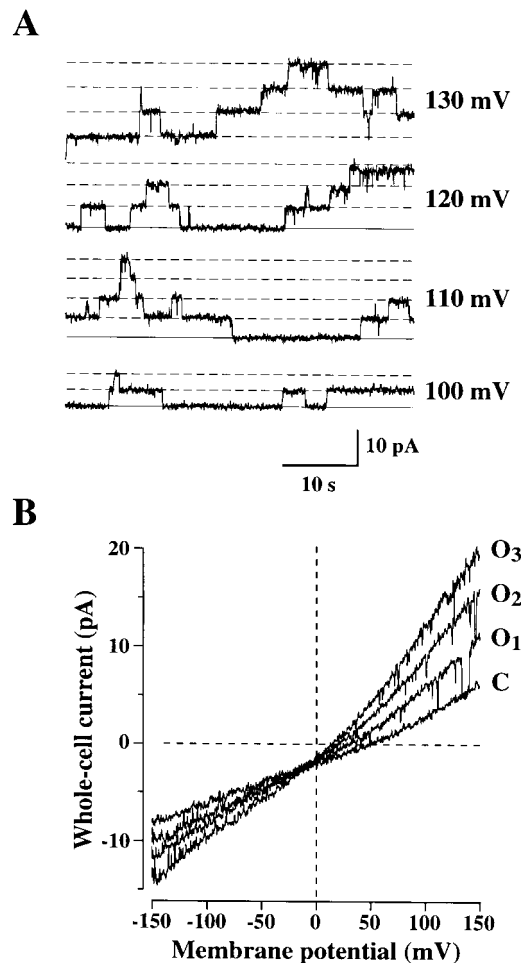 A
130 mV
120 mV
110 mV
100 mV
10 pA
10 s
B
Whole-cell current (pA)
20
10
0
-10
O3
O2
O1
C
-150 -100 -50 0 50 100 150
Membrane potential (mV)